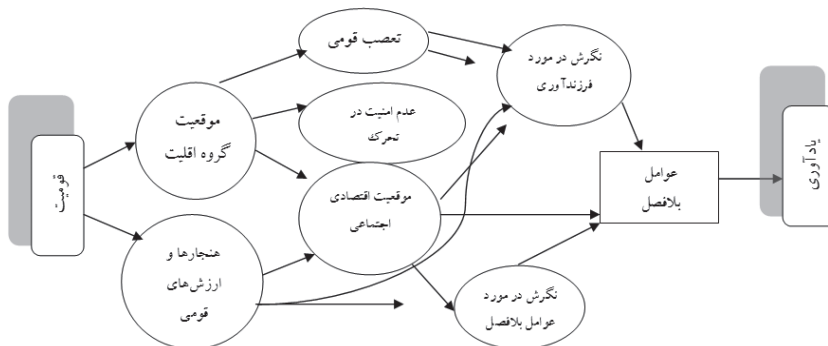 قومیت
موقعیت
گروه اقلیت
هنجارها و
ارزش‌های
قومی
تعصب قومی
عدم امنیت در
تحرک
موقعیت اقتصادی
اجتماعی
نگرش در مورد
فرزندآوری
نگرش در مورد
عوامل بلافصل
عوامل
بلافصل
یادآوری